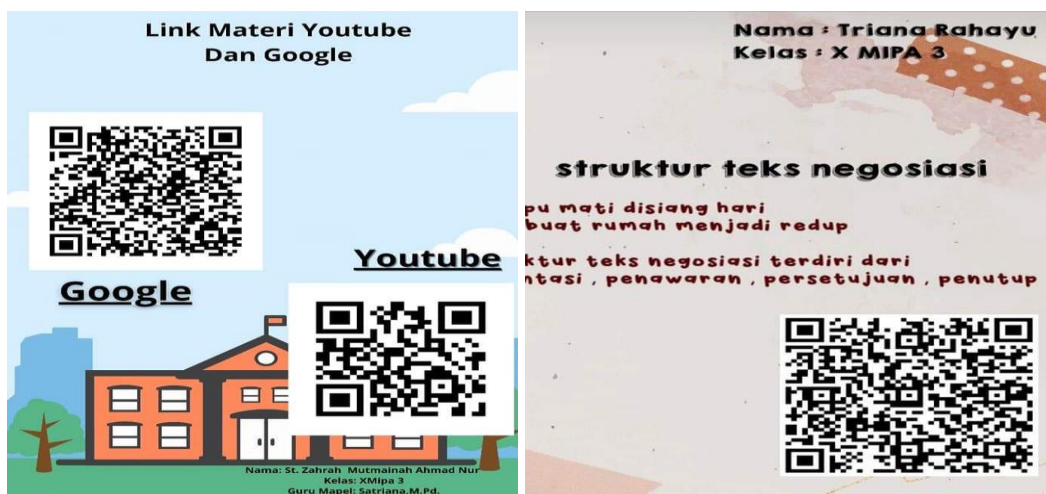 Link Materi Youtube
Dan Google
Google
Youtube
Nama: St. Zahrah Mutmainah Ahmad Nur
Kelas: XMipa 3
Guru Mapel: Satriana.M.Pd.
Nama : Triana Rahayu
Kelas : X MIPA 3
struktur teks negosiasi
pu mati disiang hari
buat rumah menjadi redup
ktur teks negosiasi terdiri dari
ntasi , penawaran , persetujuan , penutup